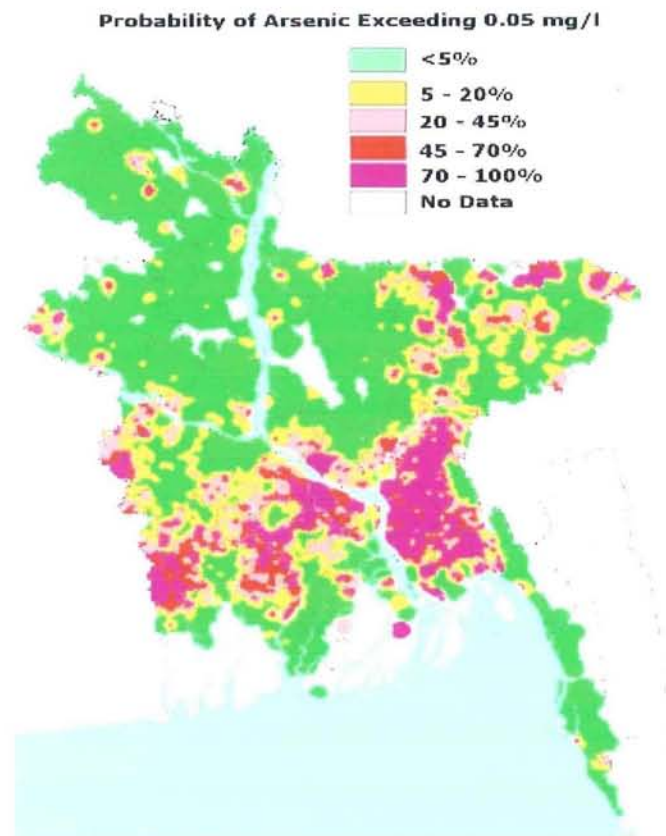 Probability of Arsenic Exceeding 0.05 mg/l
<5%
5 - 20%
20 - 45%
45 - 70%
70 - 100%
No Data